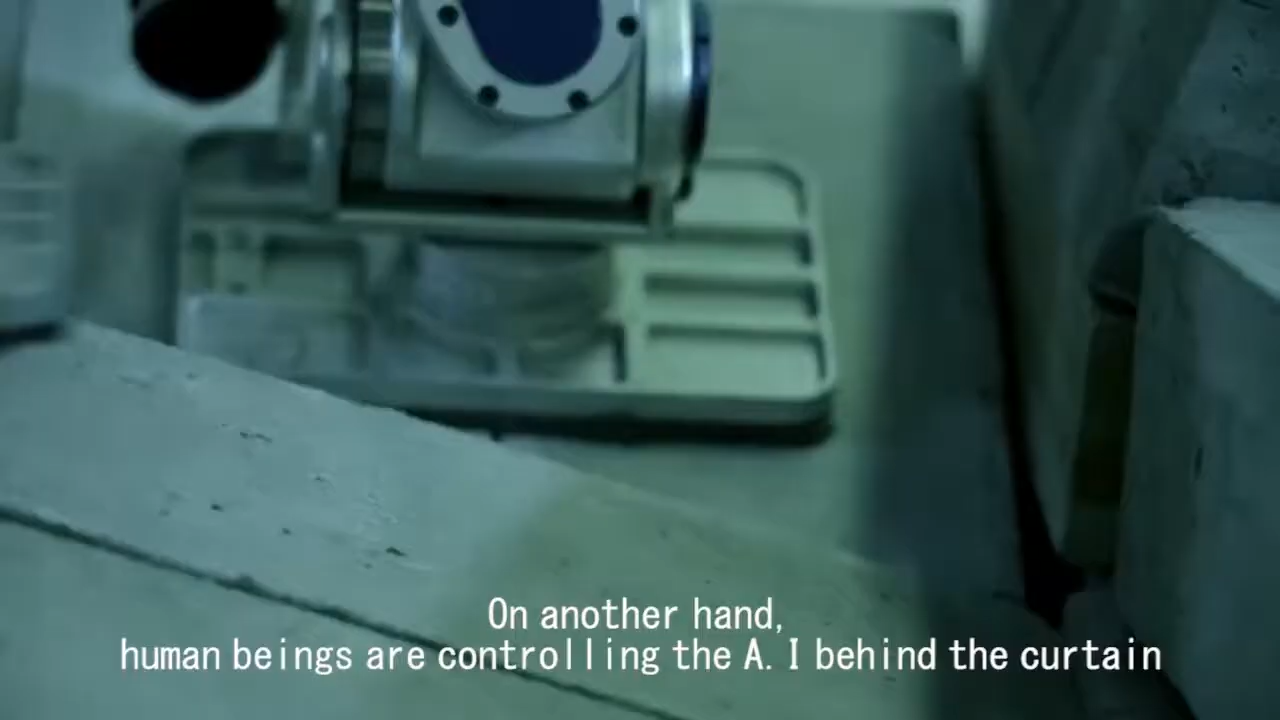 On another hand,
human beings are controlling the A. I behind the curtain